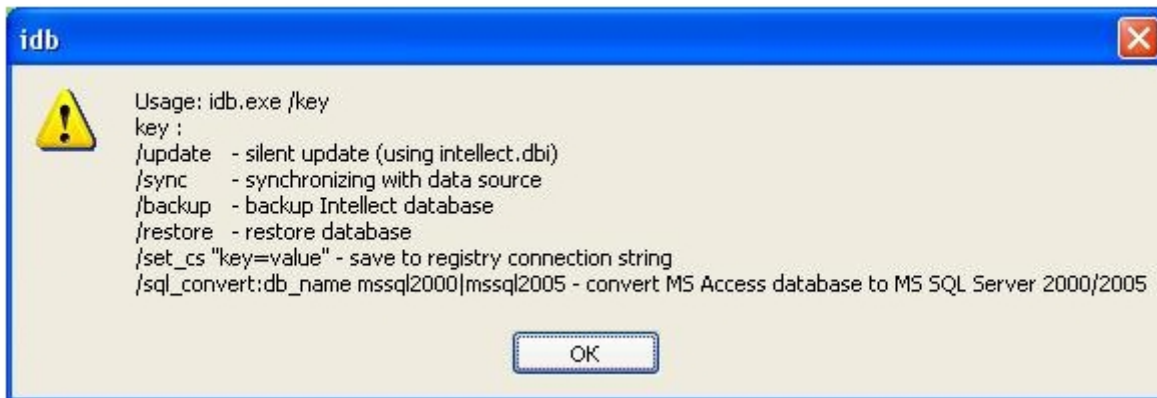 idb
Usage: idb.exe /key
key :
/update - silent update (using intellect.dbi)
/sync - synchronizing with data source
/backup - backup Intellect database
/restore - restore database
/set_cs "key=value" - save to registry connection string
/sql_convert:db_name mssql2000|mssql2005 - convert MS Access database to MS SQL Server 2000/2005
OK